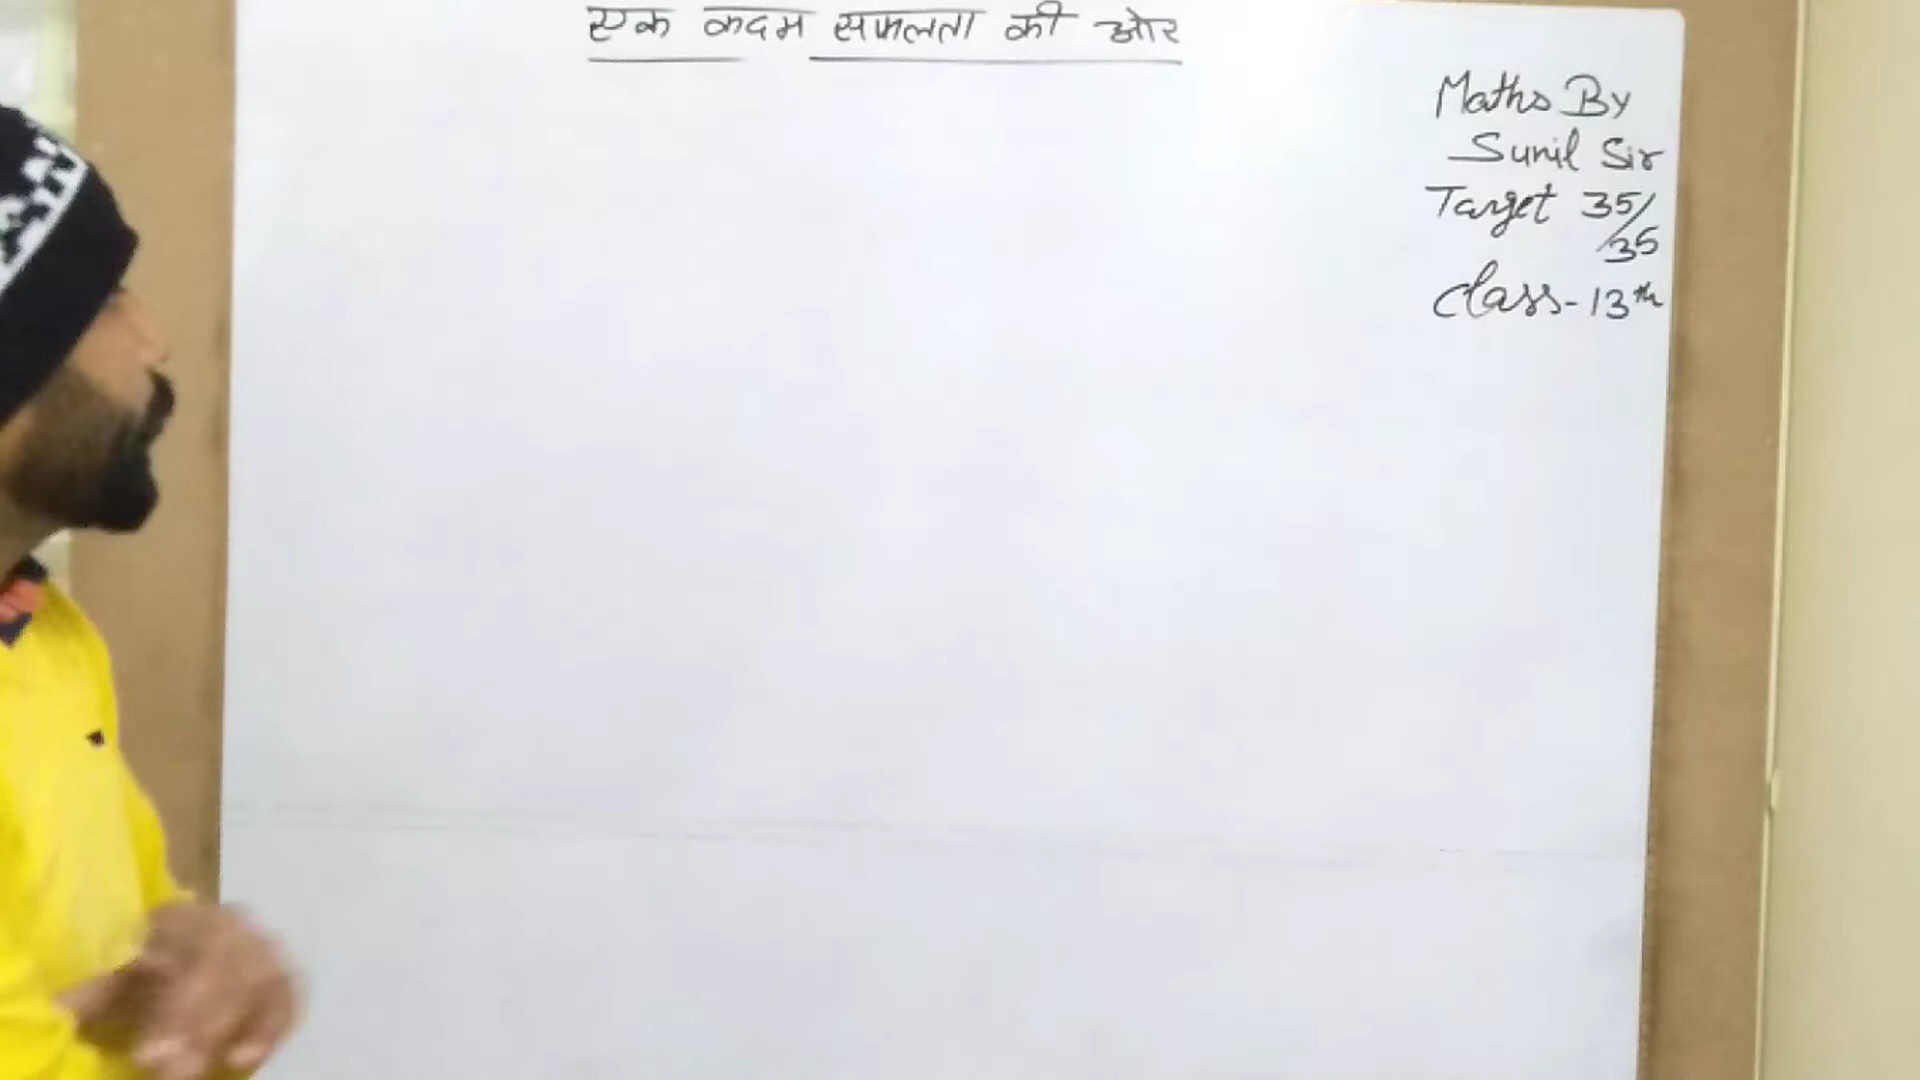 एक कदम सफलता की ओर
Maths By
Sunil Sir
Target 35/
35
Class-13th